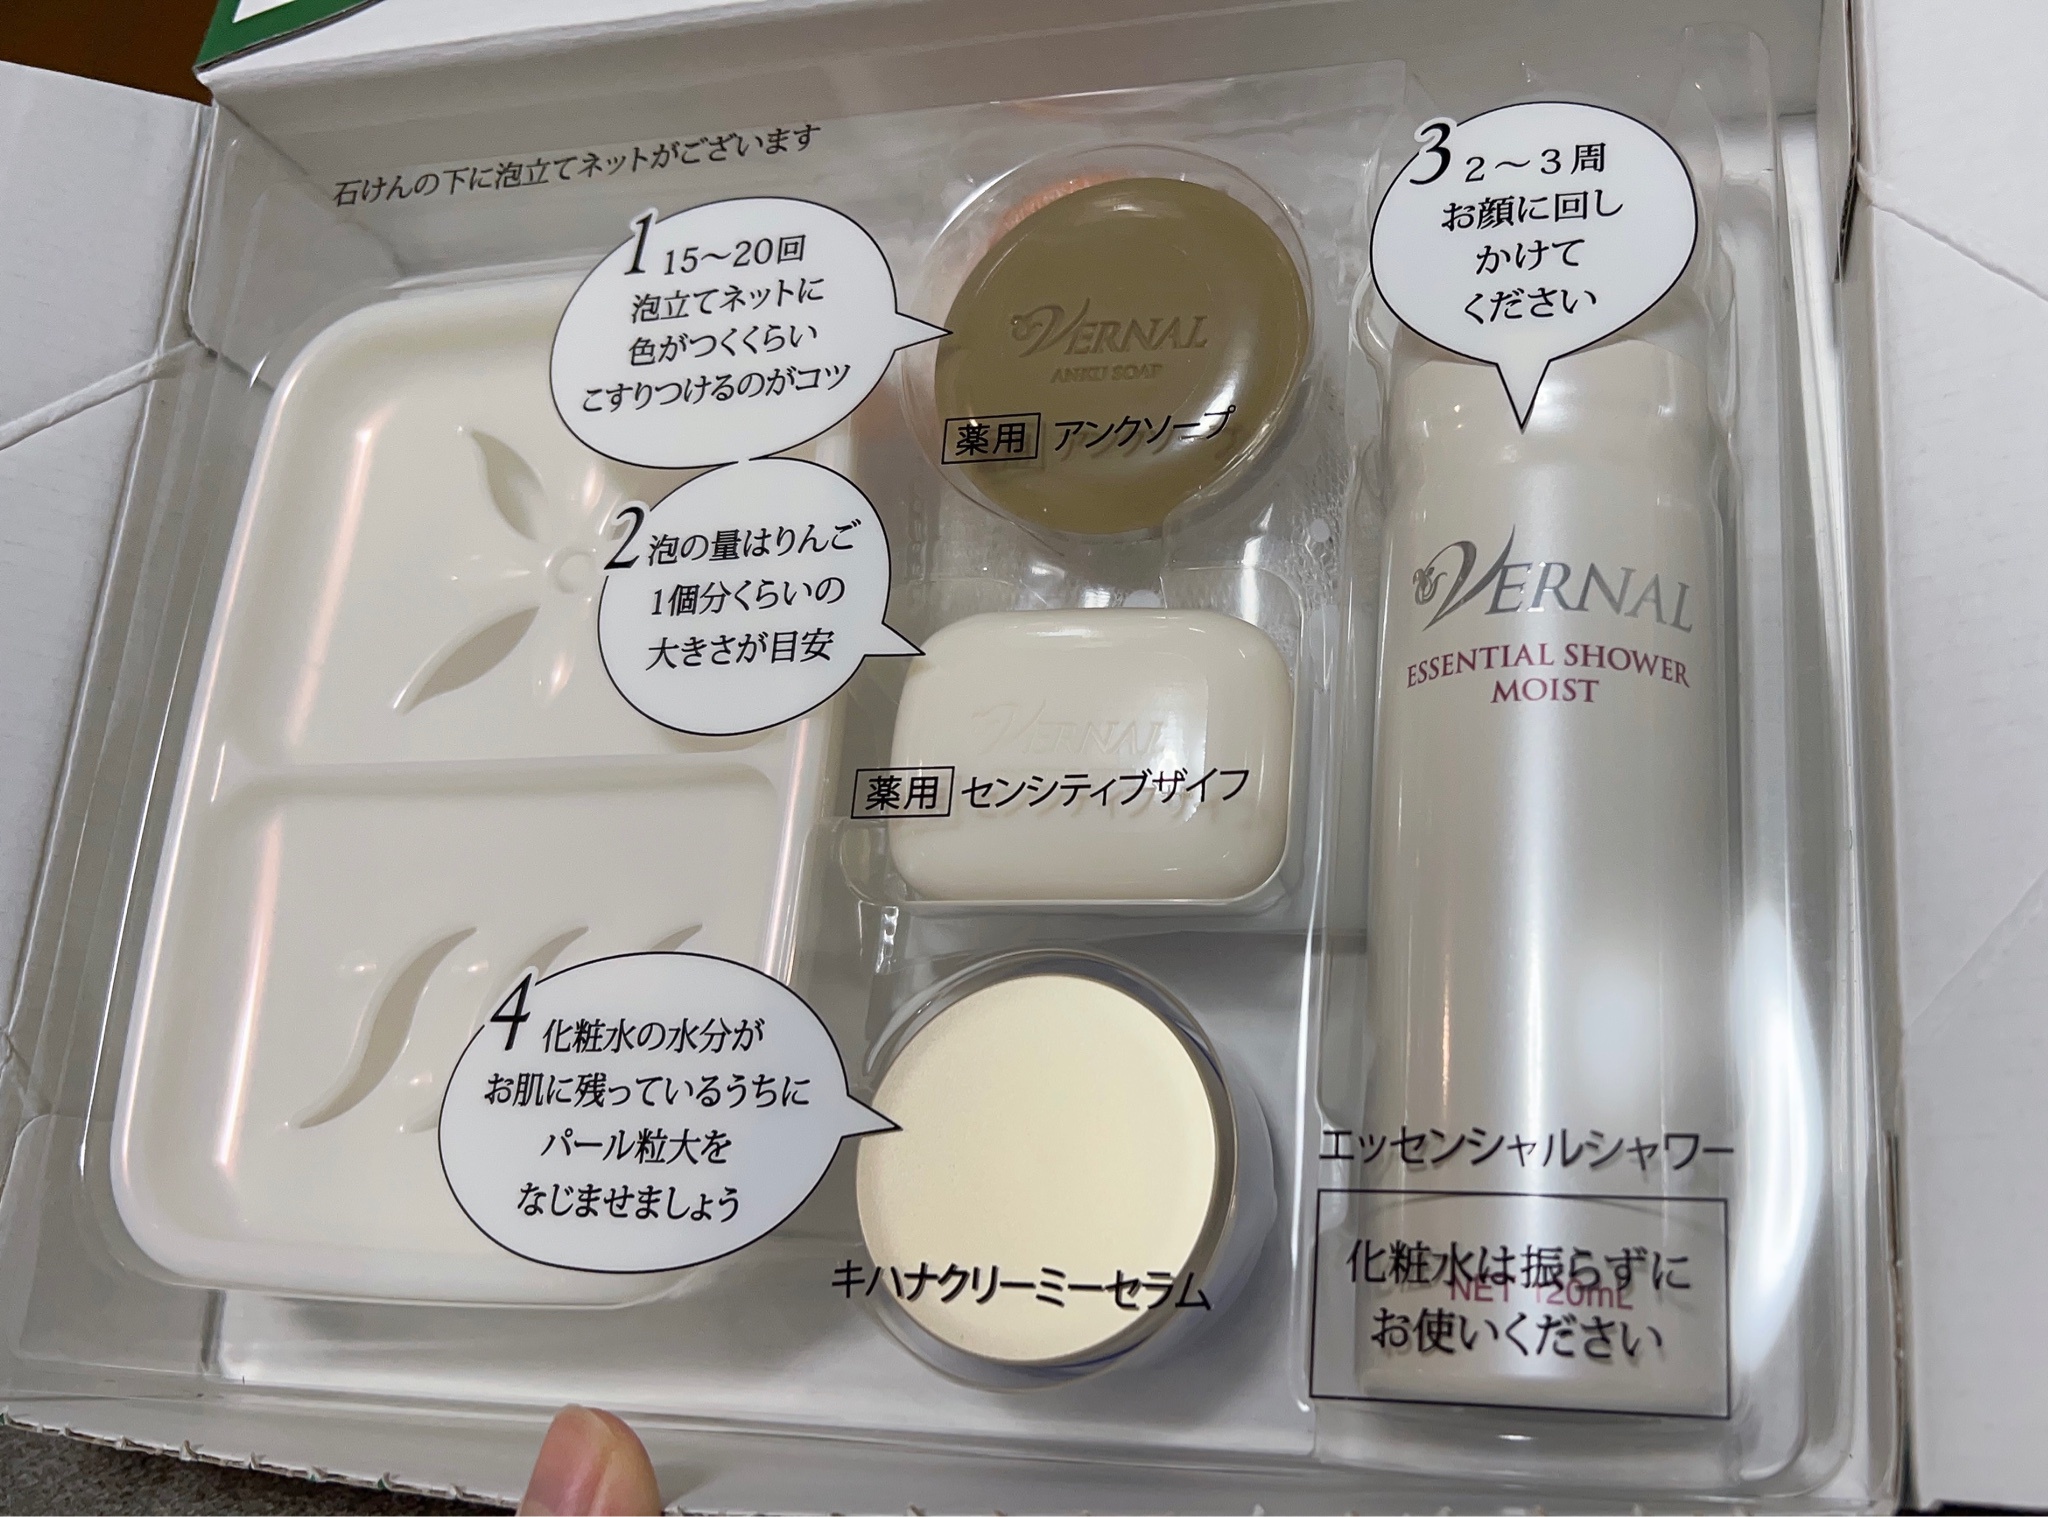 石けんの下に泡立てネットがございます
1 15～20回
泡立てネットに
色がつくくらい
こすりつけるのがコツ
VERNAL
ANKU SOAP
薬用 アンクソープ
2 泡の量はりんご
1個分くらいの
大きさが目安
VERNAL
薬用 センシティブザイフ
3 2～3周
お顔に回し
かけて
ください
VERNAL
ESSENTIAL SHOWER
MOIST
エッセンシャルシャワー
化粧水は振らずに
NET 120mL
お使いください
4 化粧水の水分が
お肌に残っているうちに
パール粒大を
なじませましょう
キハナクリーミーセラム